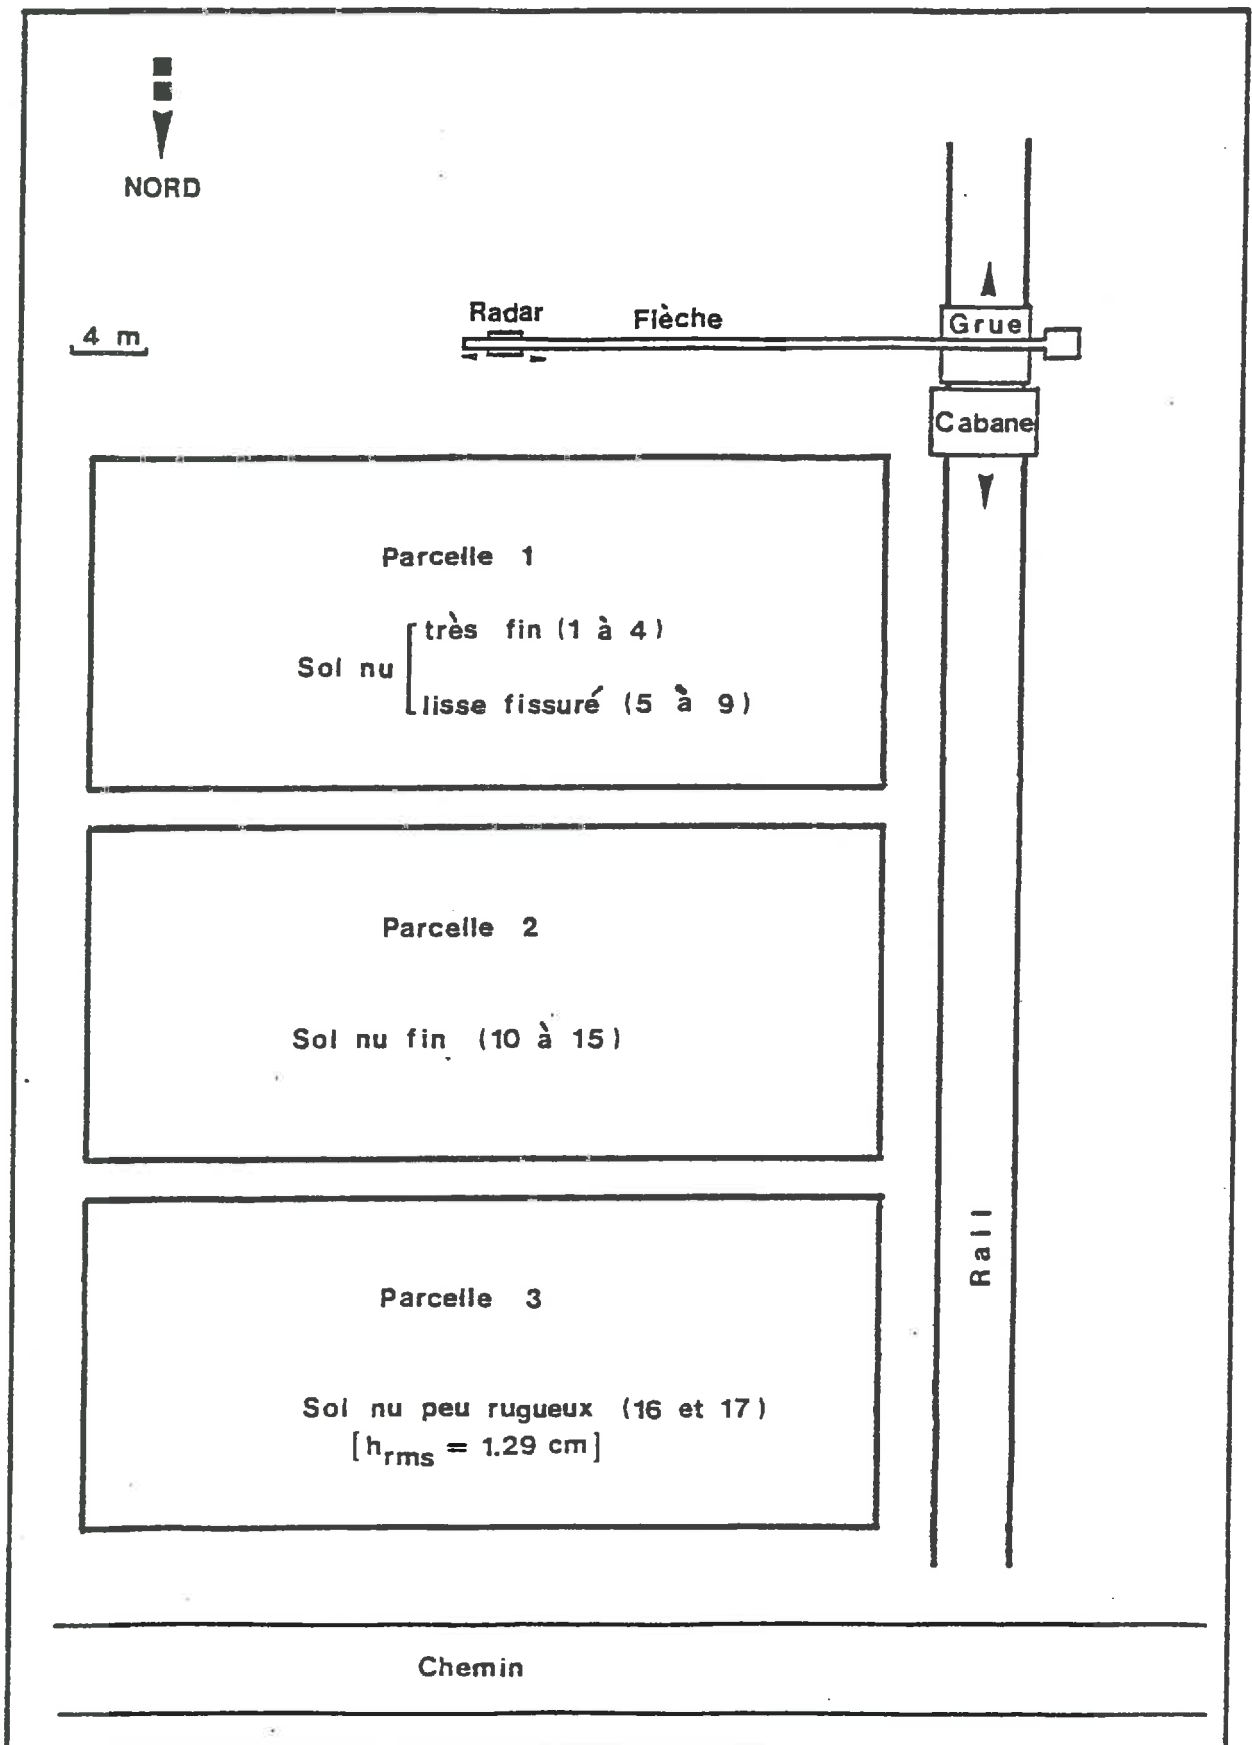 NORD
4 m
Radar
Flèche
Grue
Cabane
Parcelle 1
très fin (1 à 4)
Sol nu
lisse fissuré (5 à 9)
Parcelle 2
Sol nu fin (10 à 15)
Parcelle 3
Sol nu peu rugueux (16 et 17)
[hrms = 1.29 cm]
Rail
Chemin